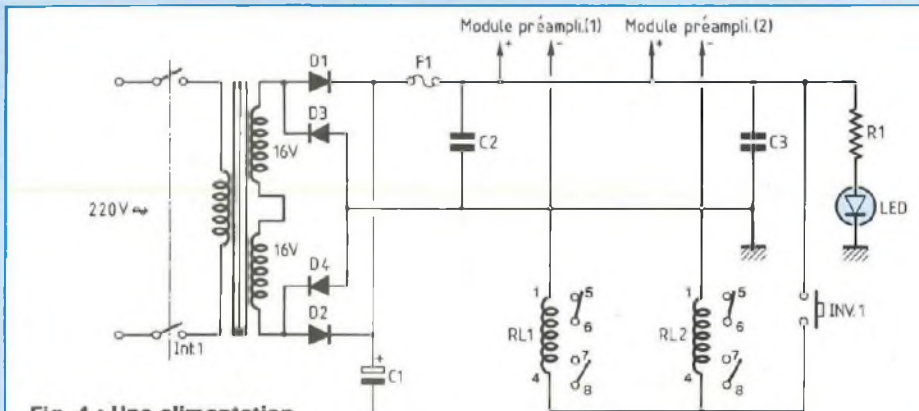 Module préampli.(1)
Module préampli.(2)
+
-
+
-
D1
F1
D3
C2
C3
R1
16V
LED
220V
16V
D4
D2
Int1
+
C1
1
5
6
RL1
7
4
8
1
5
6
RL2
7
4
8
INV.1
Fig. 1 : Une alimentation